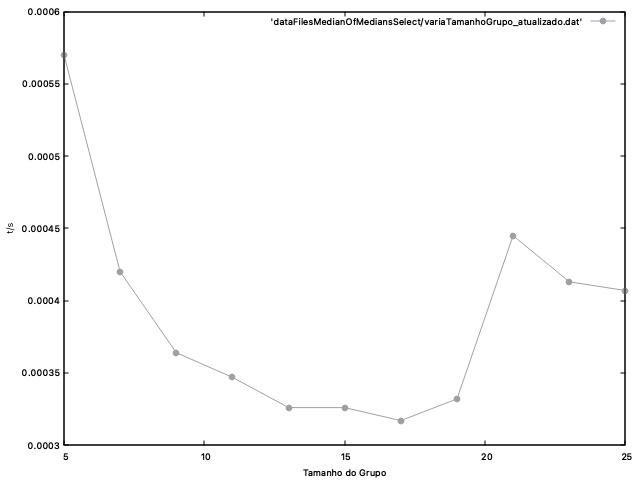 'dataFilesMedianOfMediansSelect/variaTamanhoGrupo_atualizado.dat'
0.0006
0.00055
0.0005
0.00045
0.0004
0.00035
0.0003
t/s
5 10 15 20 25
Tamanho do Grupo